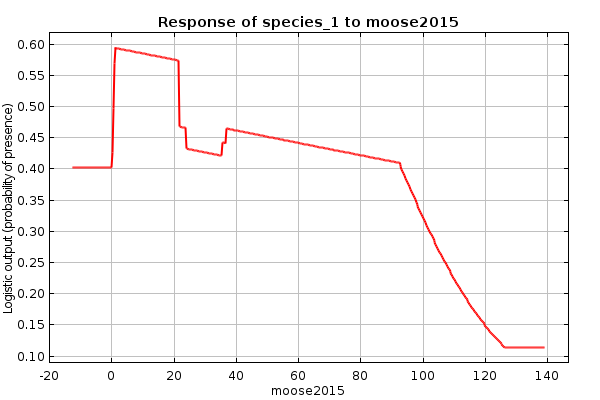 Response of species_1 to moose2015
Logistic output (probability of presence)
0.60
0.55
0.50
0.45
0.40
0.35
0.30
0.25
0.20
0.15
0.10
-20 0 20 40 60 80 100 120 140
moose2015